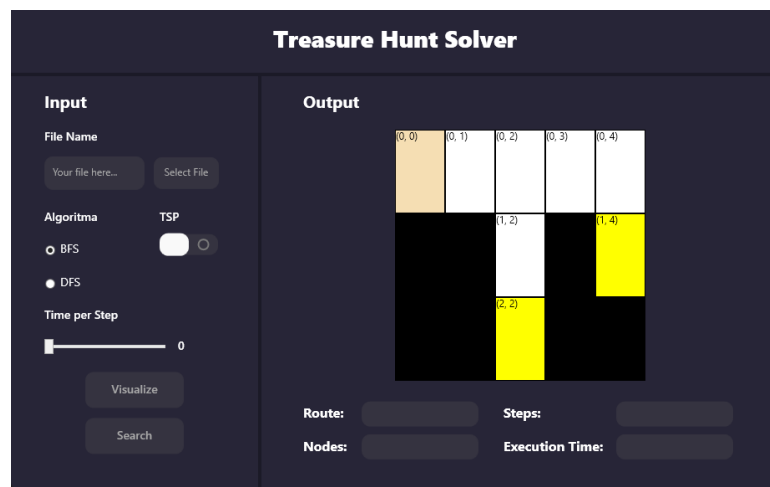 Treasure Hunt Solver
Input
File Name
Your file here...
Select File
Algoritma
TSP
BFS
DFS
Time per Step
0
Visualize
Search
Output
(0, 0) (0, 1) (0, 2) (0, 3) (0, 4)
(1, 2) (1, 4)
(2, 2)
Route:
Steps:
Nodes:
Execution Time: